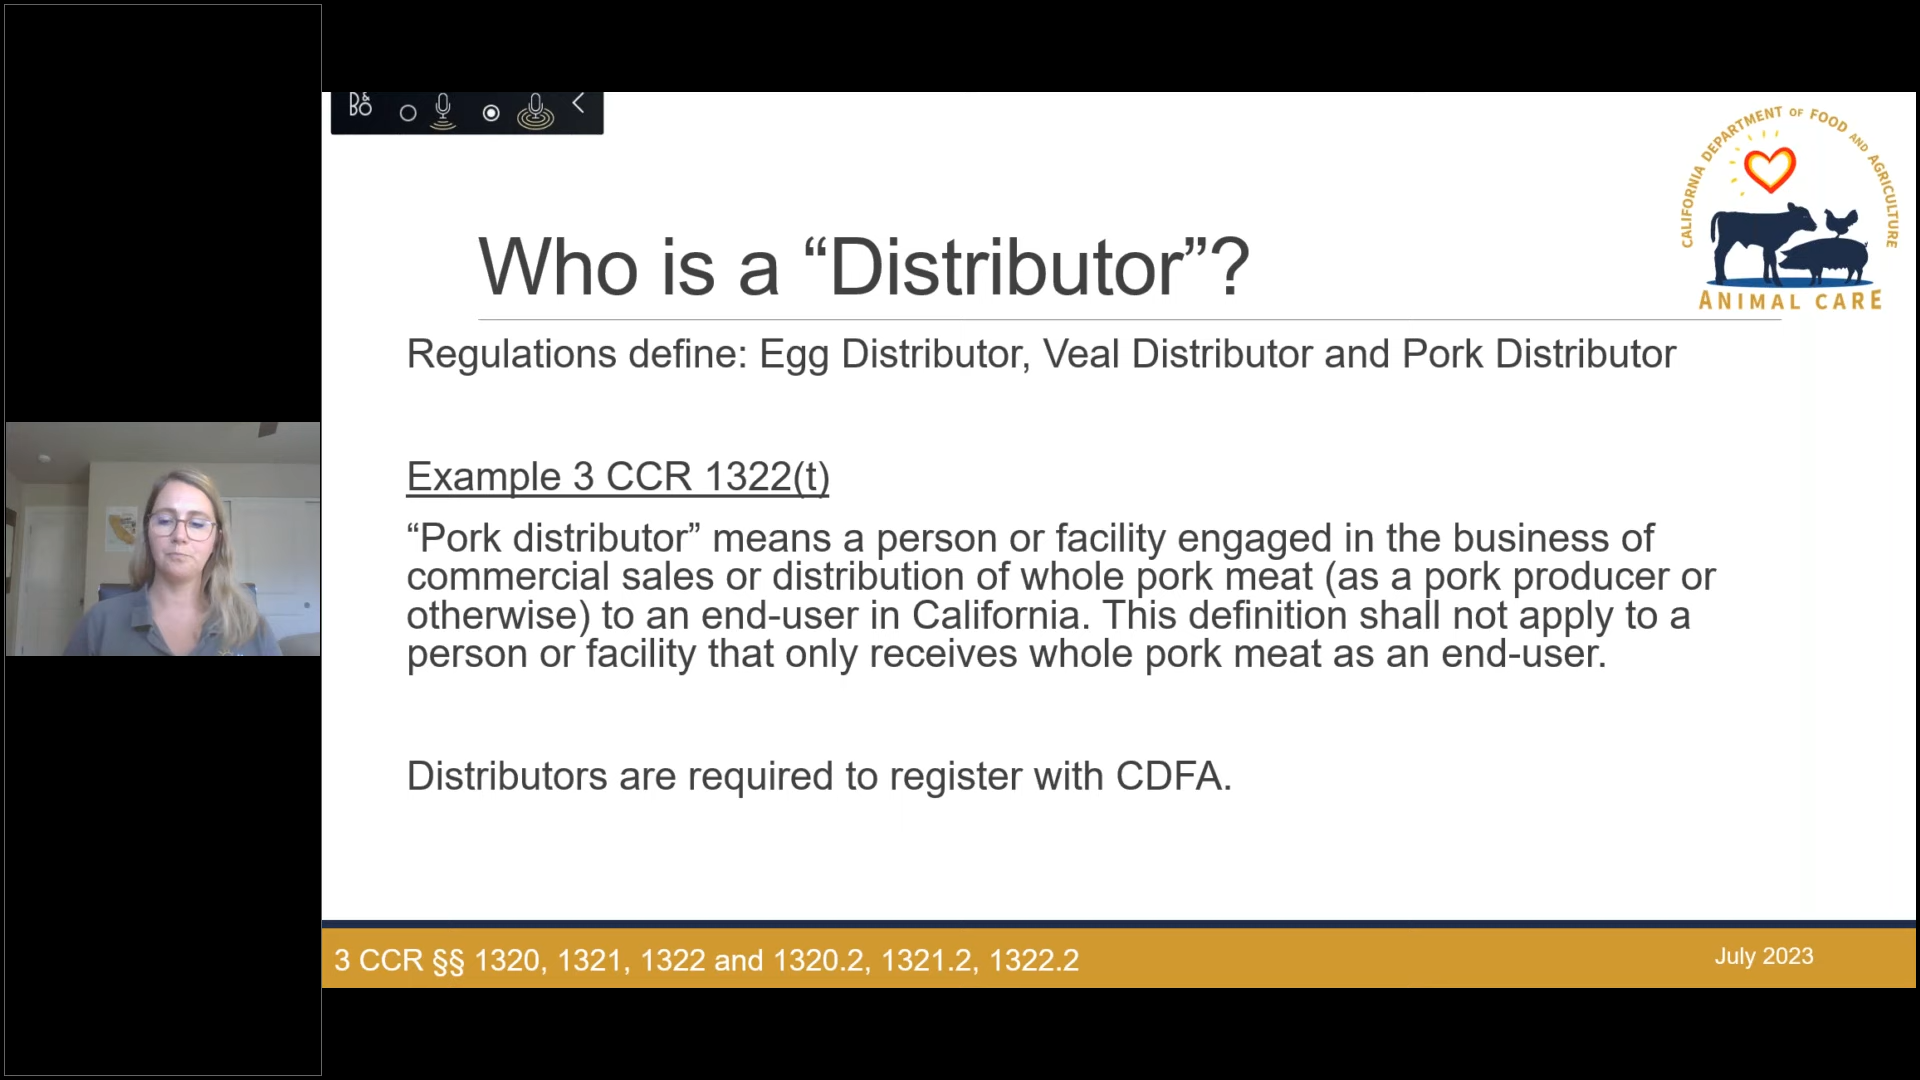 B&O
CALIFORNIA DEPARTMENT OF FOOD AND AGRICULTURE
ANIMAL CARE
Who is a “Distributor”?
Regulations define: Egg Distributor, Veal Distributor and Pork Distributor
Example 3 CCR 1322(t)
“Pork distributor” means a person or facility engaged in the business of
commercial sales or distribution of whole pork meat (as a pork producer or
otherwise) to an end-user in California. This definition shall not apply to a
person or facility that only receives whole pork meat as an end-user.
Distributors are required to register with CDFA.
3 CCR §§ 1320, 1321, 1322 and 1320.2, 1321.2, 1322.2
July 2023